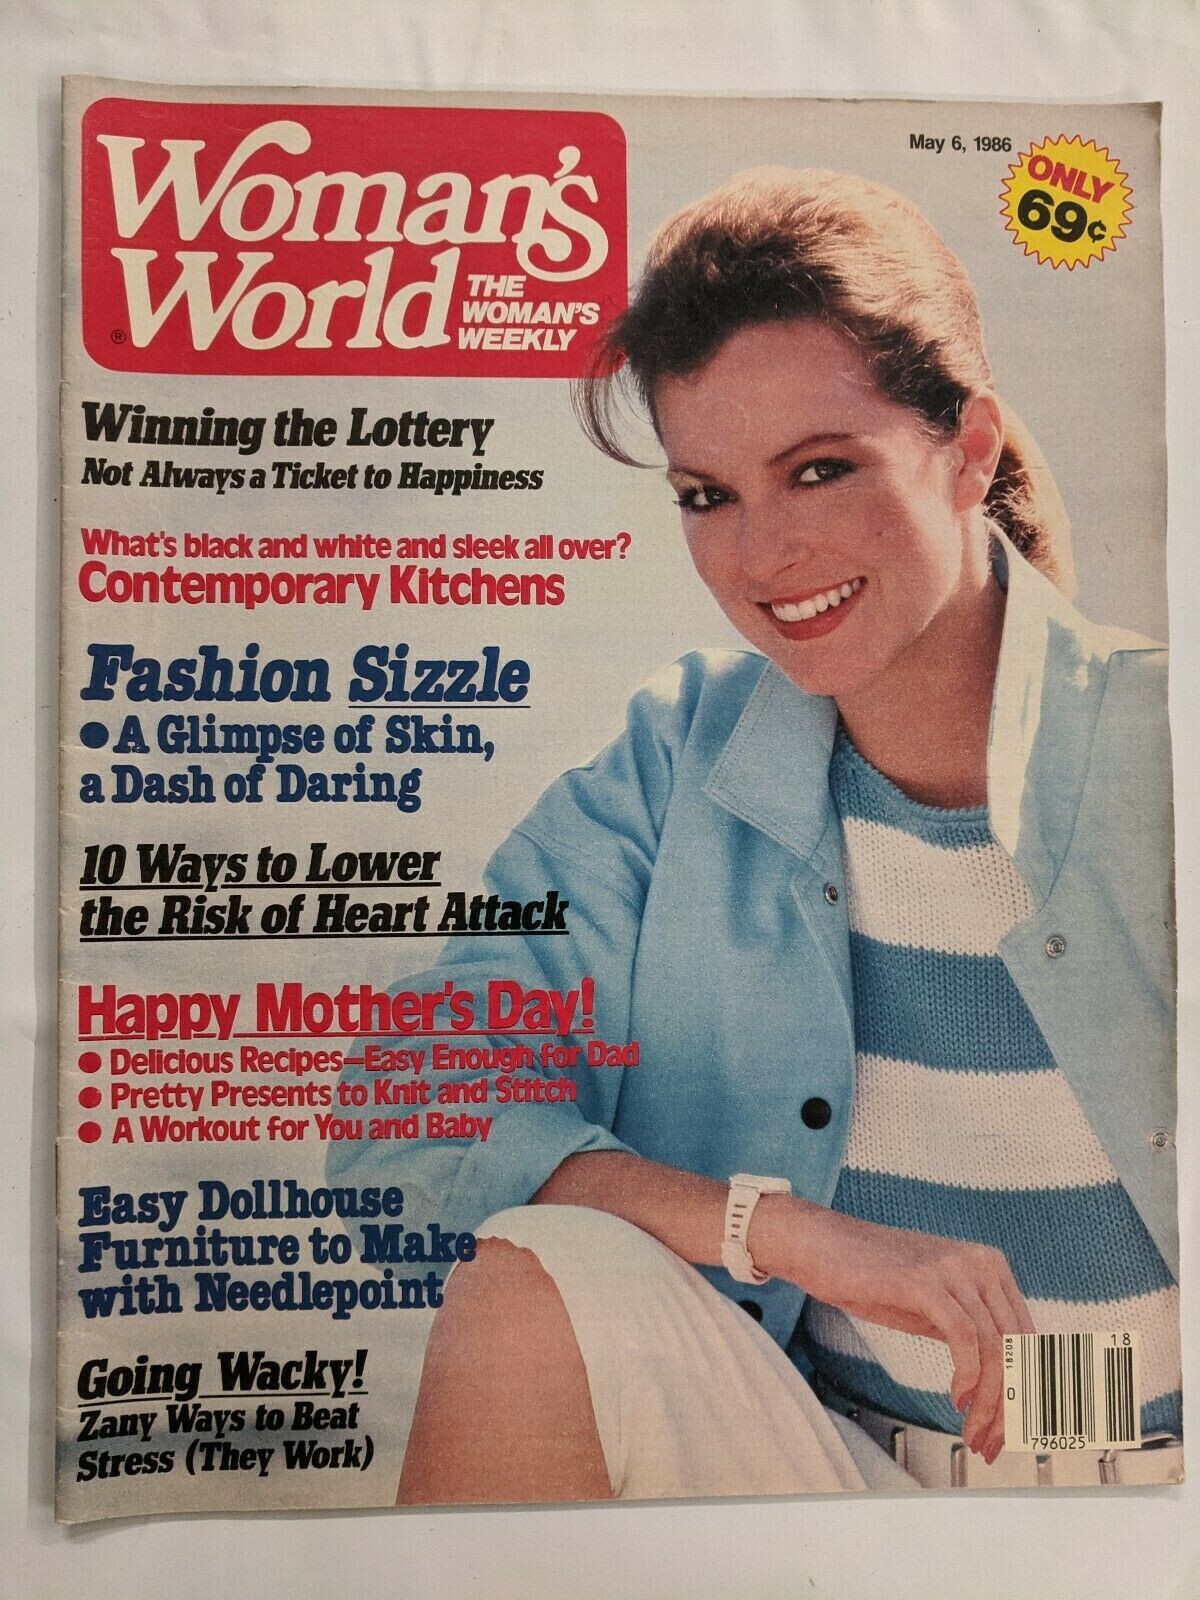 Woman's
World
®
THE
WOMAN'S
WEEKLY
May 6, 1986
ONLY
69¢
Winning the Lottery
Not Always a Ticket to Happiness
What's black and white and sleek all over?
Contemporary Kitchens
Fashion Sizzle
• A Glimpse of Skin,
a Dash of Daring
10 Ways to Lower
the Risk of Heart Attack
Happy Mother's Day!
• Delicious Recipes—Easy Enough for Dad
• Pretty Presents to Knit and Stitch
• A Workout for You and Baby
Easy Dollhouse
Furniture to Make
with Needlepoint
Going Wacky!
Zany Ways to Beat
Stress (They Work)
18208
18
0
796025